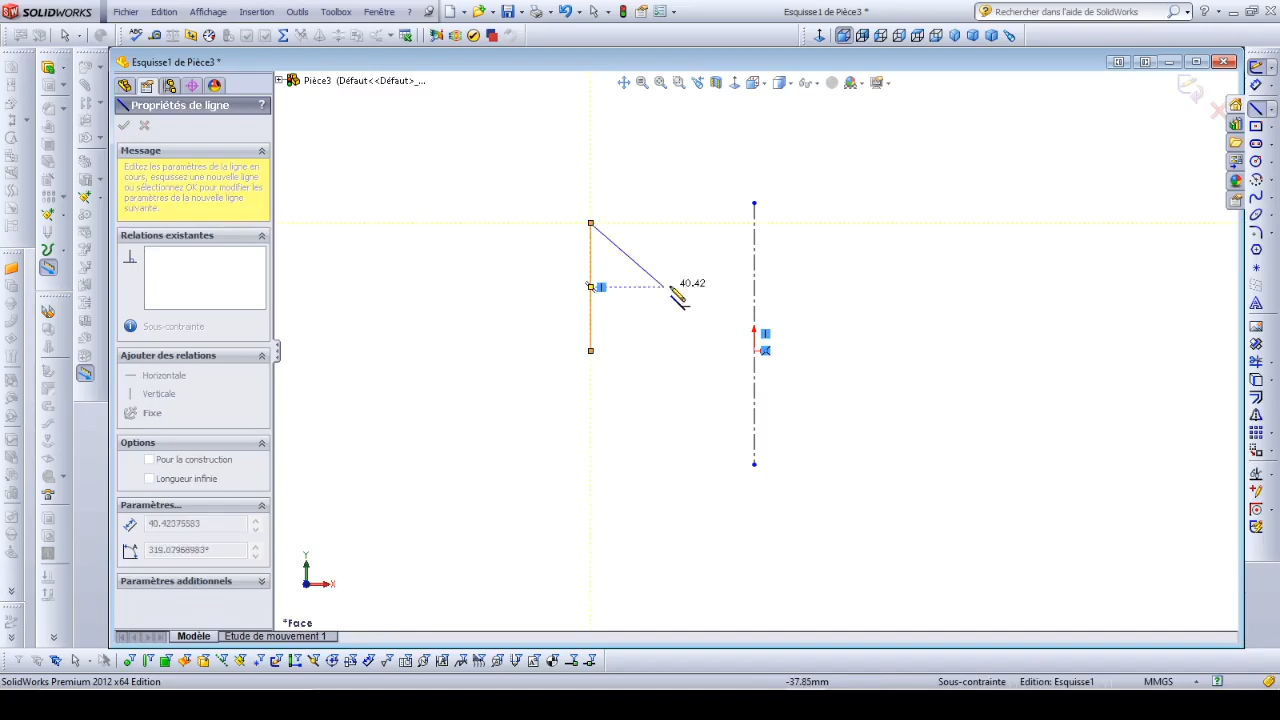 SOLIDWORKS
Fichier
Edition
Affichage
Insertion
Outils
Toolbox
Fenêtre
?
Esquisse1 de Pièce3 *
Rechercher dans l'aide de SolidWorks
?
Esquisse1 de Pièce3 *
Pièce3 (Défaut<<Défaut>_...
Propriétés de ligne
?
Message
Editez les paramètres de la ligne en
cours, esquissez une nouvelle ligne
ou sélectionnez OK pour modifier les
paramètres de la nouvelle ligne
suivante.
Relations existantes
Sous-contrainte
Ajouter des relations
Horizontale
Verticale
Fixe
Options
Pour la construction
Longueur infinie
Paramètres...
40.42375583
319.07968983°
Paramètres additionnels
40.42
Y
X
*Face
Modèle
Etude de mouvement 1
SolidWorks Premium 2012 x64 Edition
-37.85mm
Sous-contrainte
Edition: Esquisse1
MMGS
?